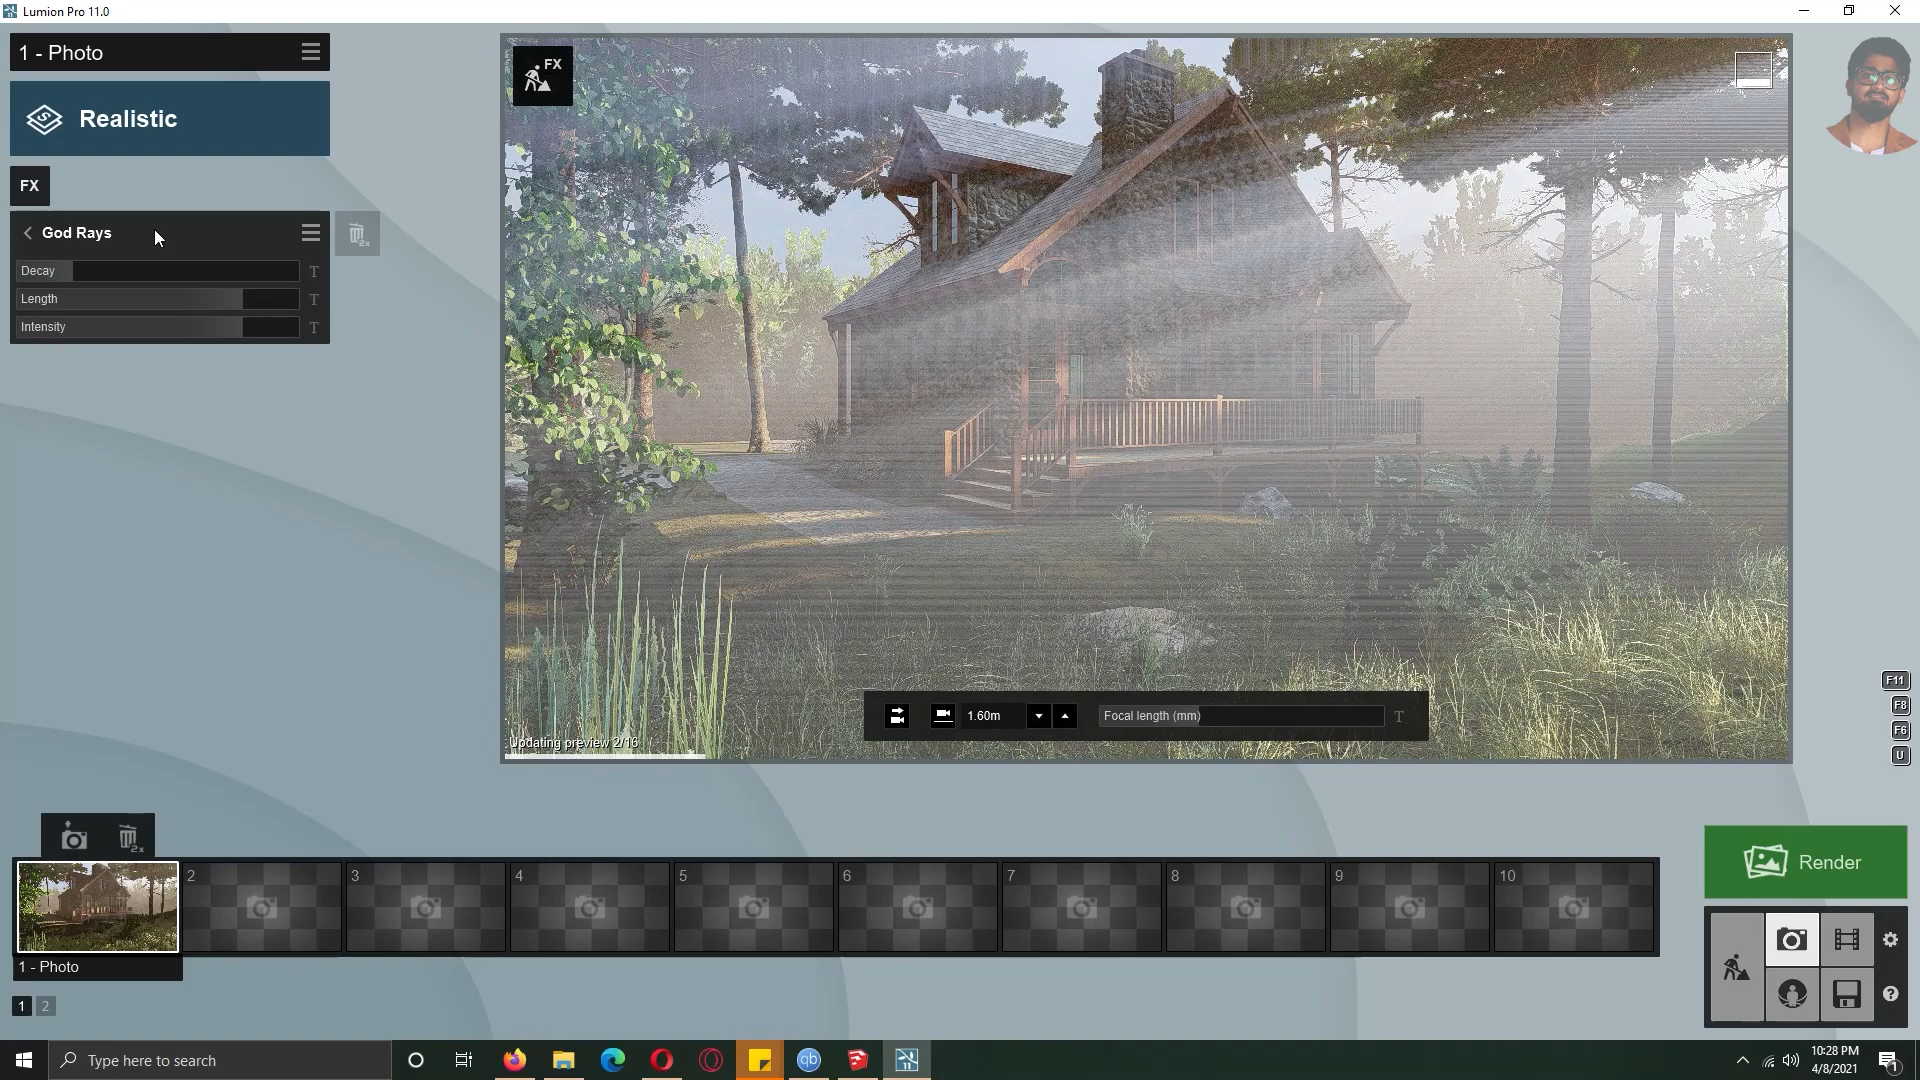 Lumion Pro 11.0
1 - Photo
Realistic
FX
God Rays
2x
Decay
T
Length
T
Intensity
T
FX
1.60m
Focal length (mm)
T
Updating preview 2/16
F11
F8
F6
U
2x
2
3
4
5
6
7
8
9
10
1 - Photo
1
2
Render
Type here to search
10:28 PM
4/8/2021